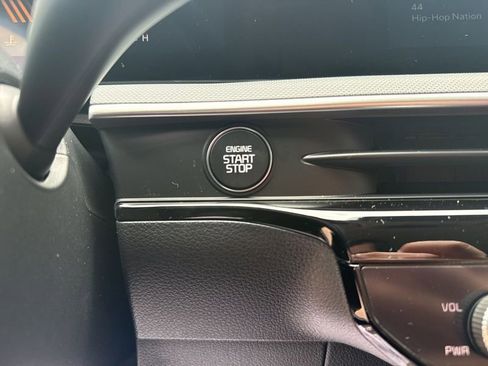 44
Hip-Hop Nation
H
ENGINE
START
STOP
VOL
PWR